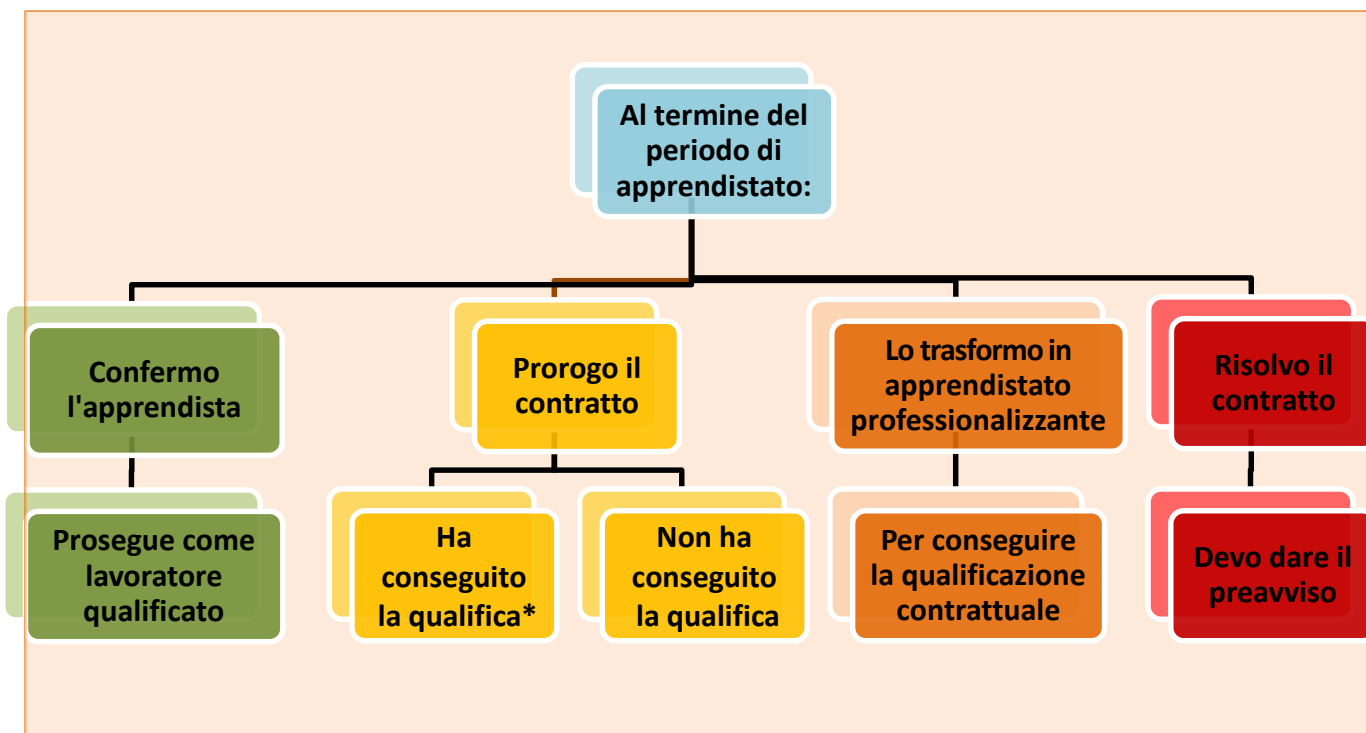 Al termine del
periodo di
apprendistato:
Confermo
l'apprendista
Prorogo il
contratto
Lo trasformo in
apprendistato
professionalizzante
Risolvo il
contratto
Prosegue come
lavoratore
qualificato
Ha
conseguito
la qualifica*
Non ha
conseguito
la qualifica
Per conseguire
la qualificazione
contrattuale
Devo dare il
preavviso